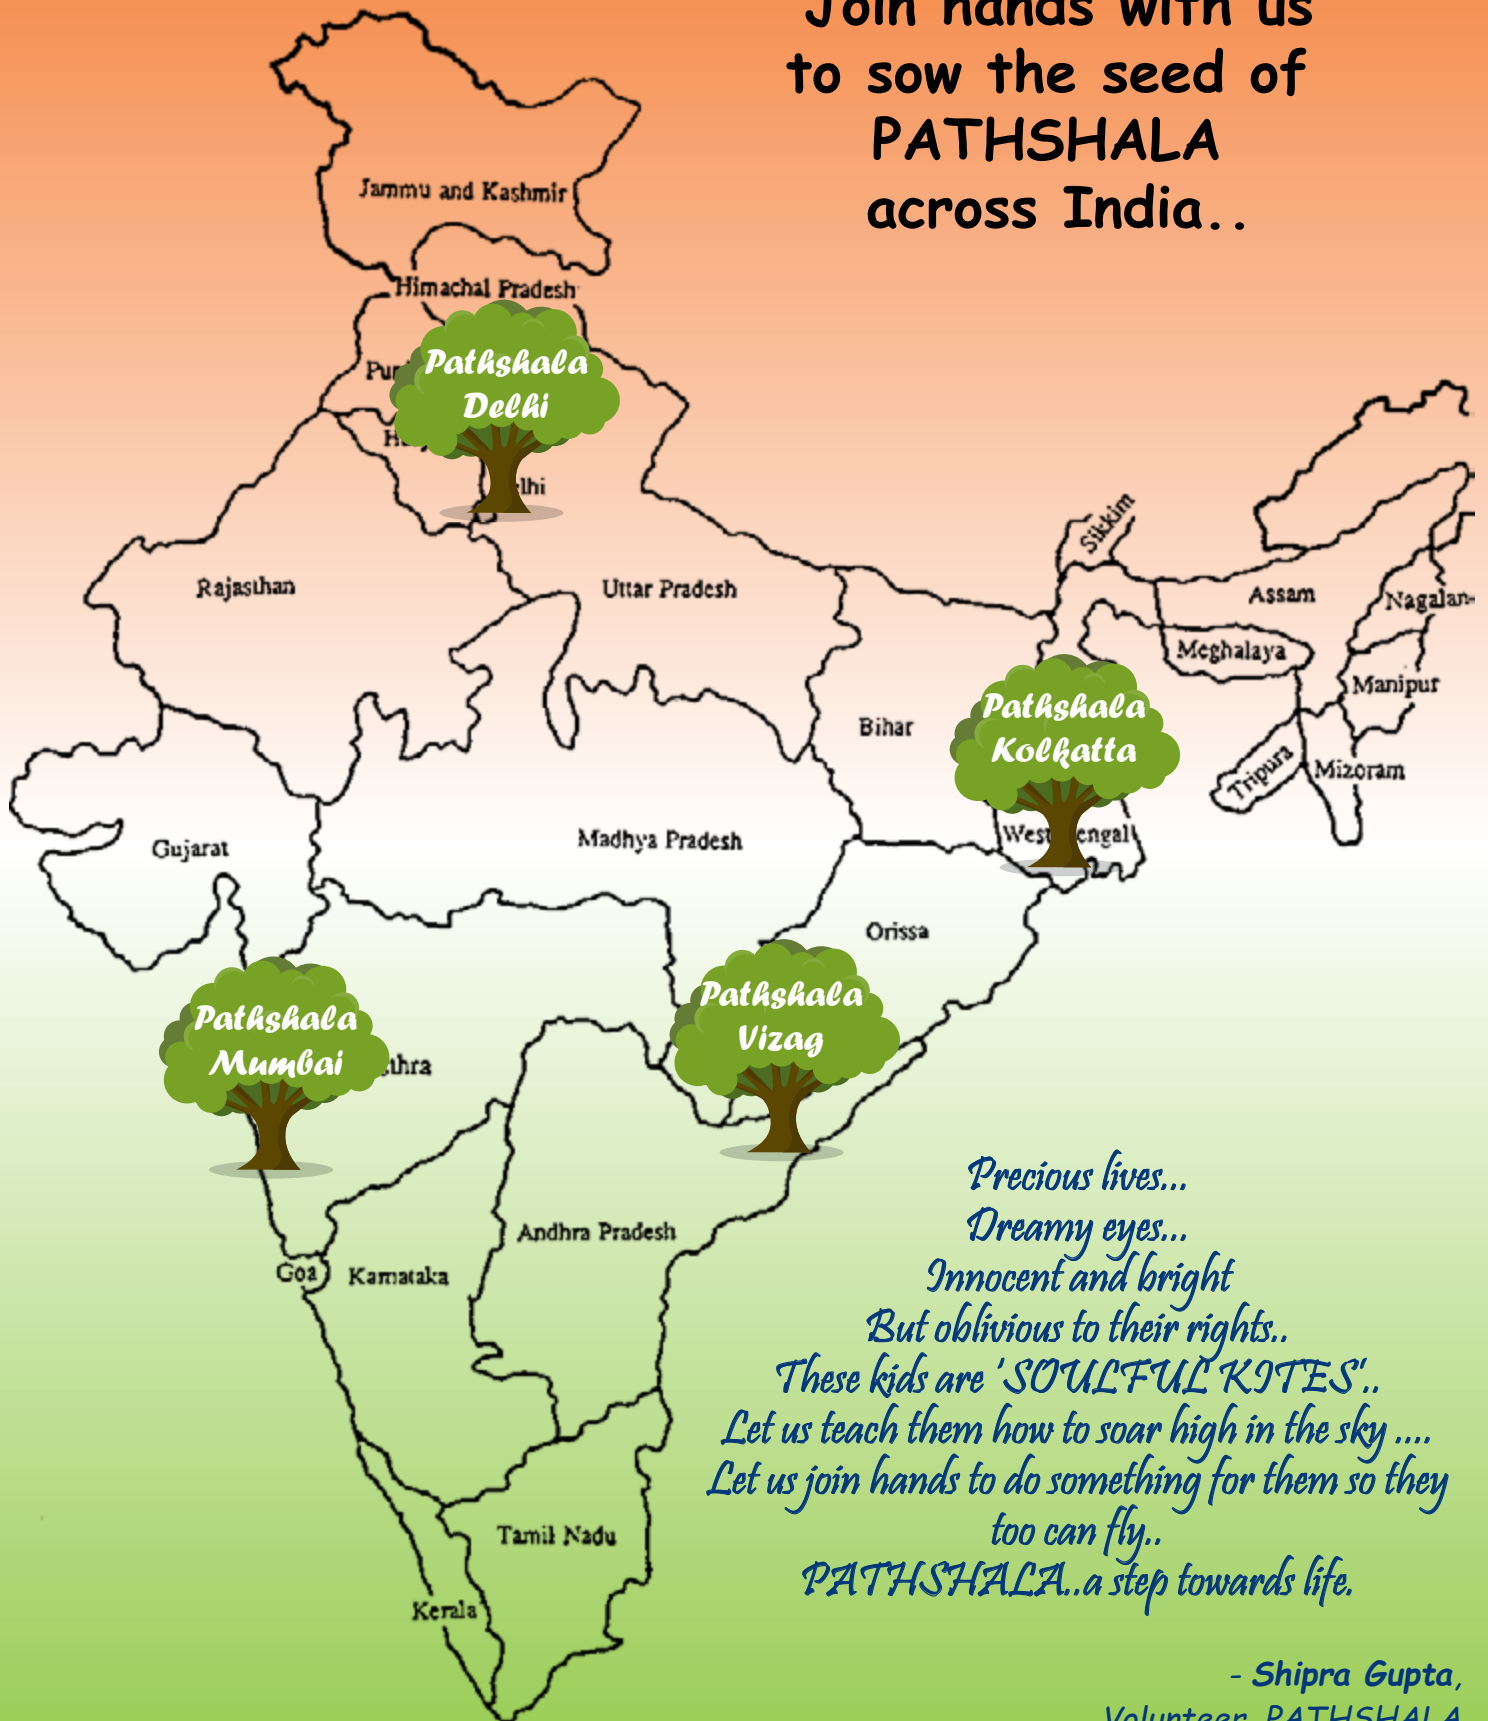 Join hands with us
to sow the seed of
PATHSHALA
across India..
Jammu and Kashmir
Himachal Pradesh
Pathshala
Delhi
Sikkim
Rajasthan
Uttar Pradesh
Assam
Meghalaya
Manipur
Pathshala
Kolkatta
Bihar
Tripura
Mizoram
Gujarat
Madhya Pradesh
Orissa
Pathshala
Mumbai
Pathshala
Vizag
Andhra Pradesh
Goa
Karnataka
Tamil Nadu
Kerala
Precious lives...
Dreamy eyes...
Innocent and bright
But oblivious to their rights..
These kids are 'SOULFUL KITES'..
Let us teach them how to soar high in the sky ....
Let us join hands to do something for them so they
too can fly..
PATHSHALA..a step towards life.
- Shipra Gupta,
Volunteer, PATHSHALA